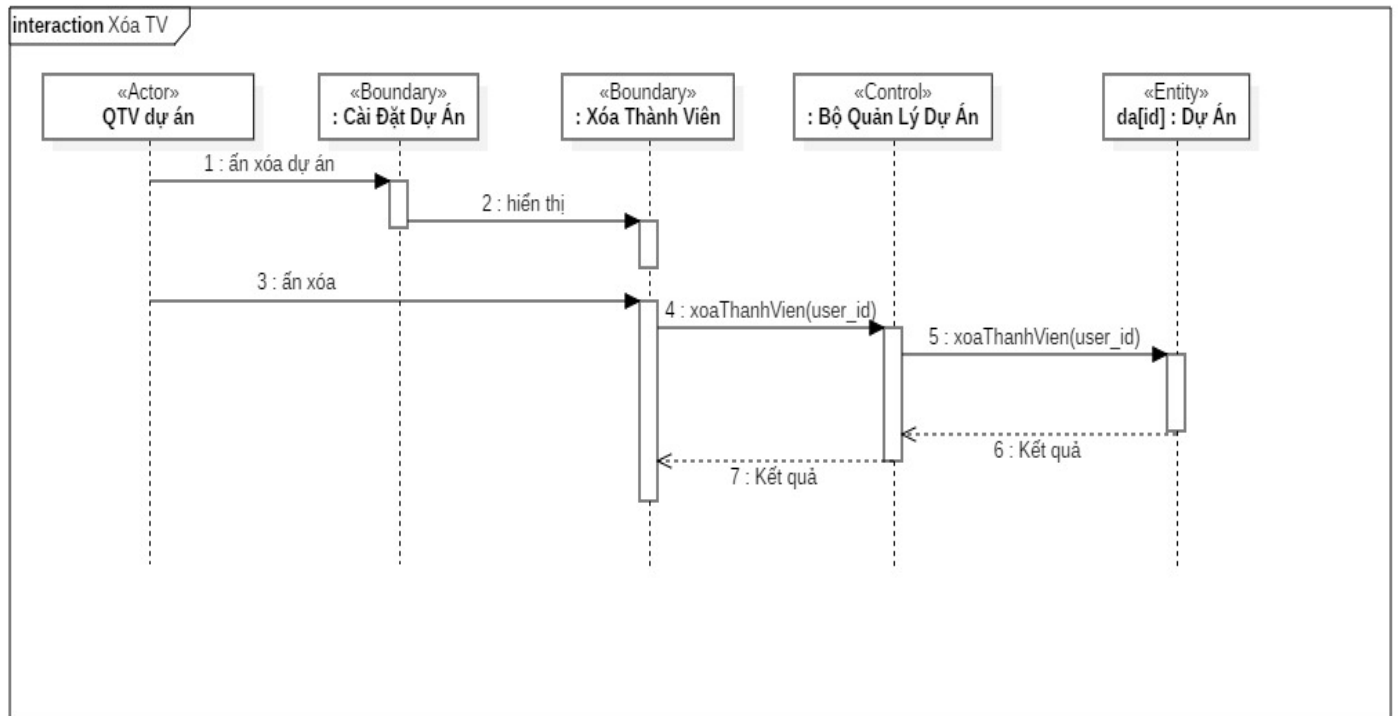 interaction Xóa TV
«Actor»
QTV dự án
«Boundary»
: Cài Đặt Dự Án
«Boundary»
: Xóa Thành Viên
«Control»
: Bộ Quản Lý Dự Án
«Entity»
da[id] : Dự Án
1 : ấn xóa dự án
2 : hiển thị
3 : ấn xóa
4 : xoaThanhVien(user_id)
5 : xoaThanhVien(user_id)
6 : Kết quả
7 : Kết quả